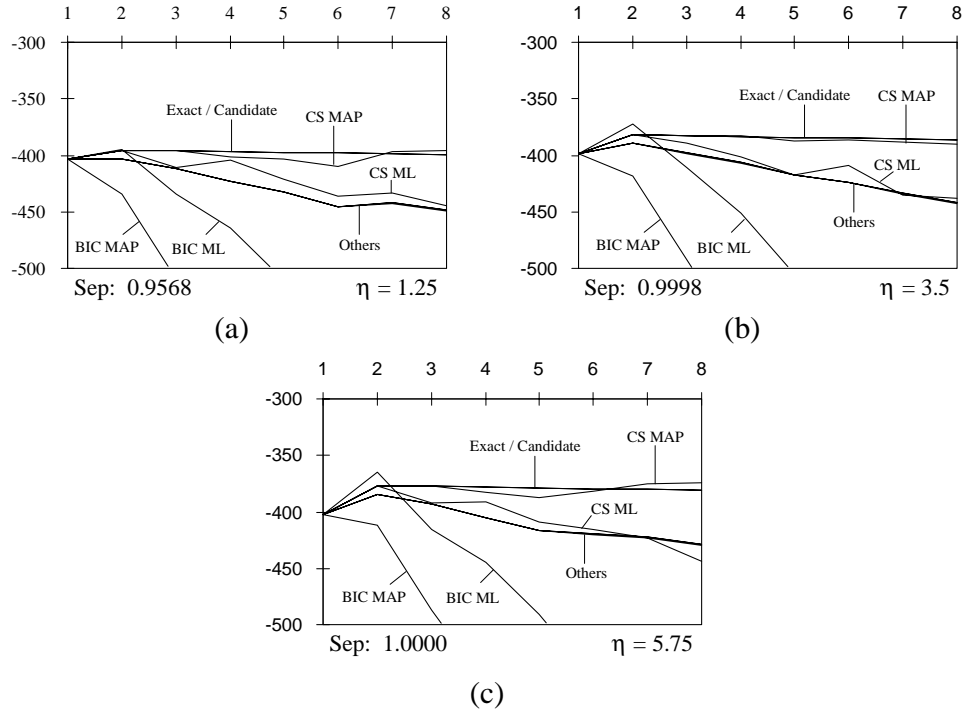 1 2 3 4 5 6 7 8
-300
-350
-400
-450
-500
Exact / Candidate
CS MAP
CS ML
BIC MAP
BIC ML
Others
Sep: 0.9568
η = 1.25
(a)
1 2 3 4 5 6 7 8
-300
-350
-400
-450
-500
Exact / Candidate
CS MAP
CS ML
BIC MAP
BIC ML
Others
Sep: 0.9998
η = 3.5
(b)
1 2 3 4 5 6 7 8
-300
-350
-400
-450
-500
Exact / Candidate
CS MAP
CS ML
BIC MAP
BIC ML
Others
Sep: 1.0000
η = 5.75
(c)